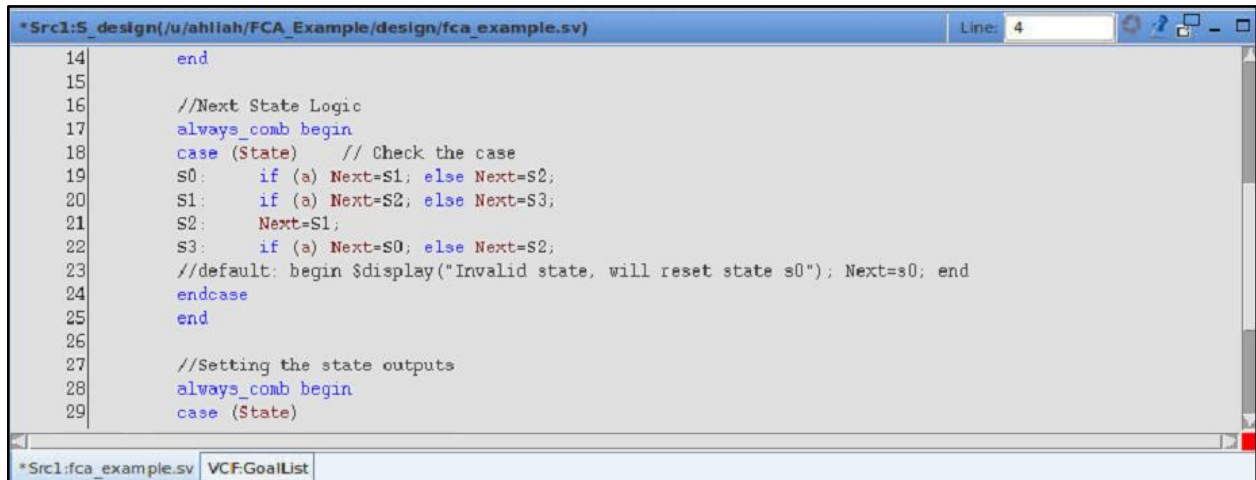 *Src1:S_design(/u/ahliah/FCA_Example/design/fca_example.sv) Line: 4
14 end
15
16 //Next State Logic
17 always_comb begin
18 case (State) // Check the case
19 S0: if (a) Next=S1; else Next=S2;
20 S1: if (a) Next=S2; else Next=S3;
21 S2: Next=S1;
22 S3: if (a) Next=S0; else Next=S2;
23 //default: begin $display("Invalid state, will reset state s0"); Next=s0; end
24 endcase
25 end
26
27 //Setting the state outputs
28 always_comb begin
29 case (State)
*Src1:fca_example.sv VCF:GoalList